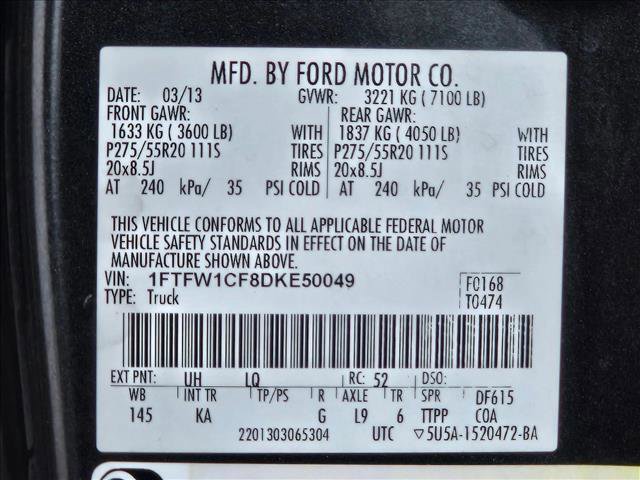 MFD. BY FORD MOTOR CO.
DATE: 03/13 GVWR: 3221 KG ( 7100 LB)
FRONT GAWR: REAR GAWR:
1633 KG ( 3600 LB) WITH 1837 KG ( 4050 LB) WITH
P275/55R20 111S TIRES P275/55R20 111S TIRES
20x8.5J RIMS 20x8.5J RIMS
AT 240 kPa/ 35 PSI COLD AT 240 kPa/ 35 PSI COLD
THIS VEHICLE CONFORMS TO ALL APPLICABLE FEDERAL MOTOR
VEHICLE SAFETY STANDARDS IN EFFECT ON THE DATE OF
MANUFACTURE SHOWN ABOVE.
VIN: 1FTFW1CF8DKE50049 F0168
TYPE: Truck T0474
EXT PNT: UH LQ RC: 52 DSO:
WB INT TR TP/PS R AXLE TR SPR DF615
145 KA G L9 6 TTPP COA
2201303065304 UTC ▽5U5A-1520472-BA